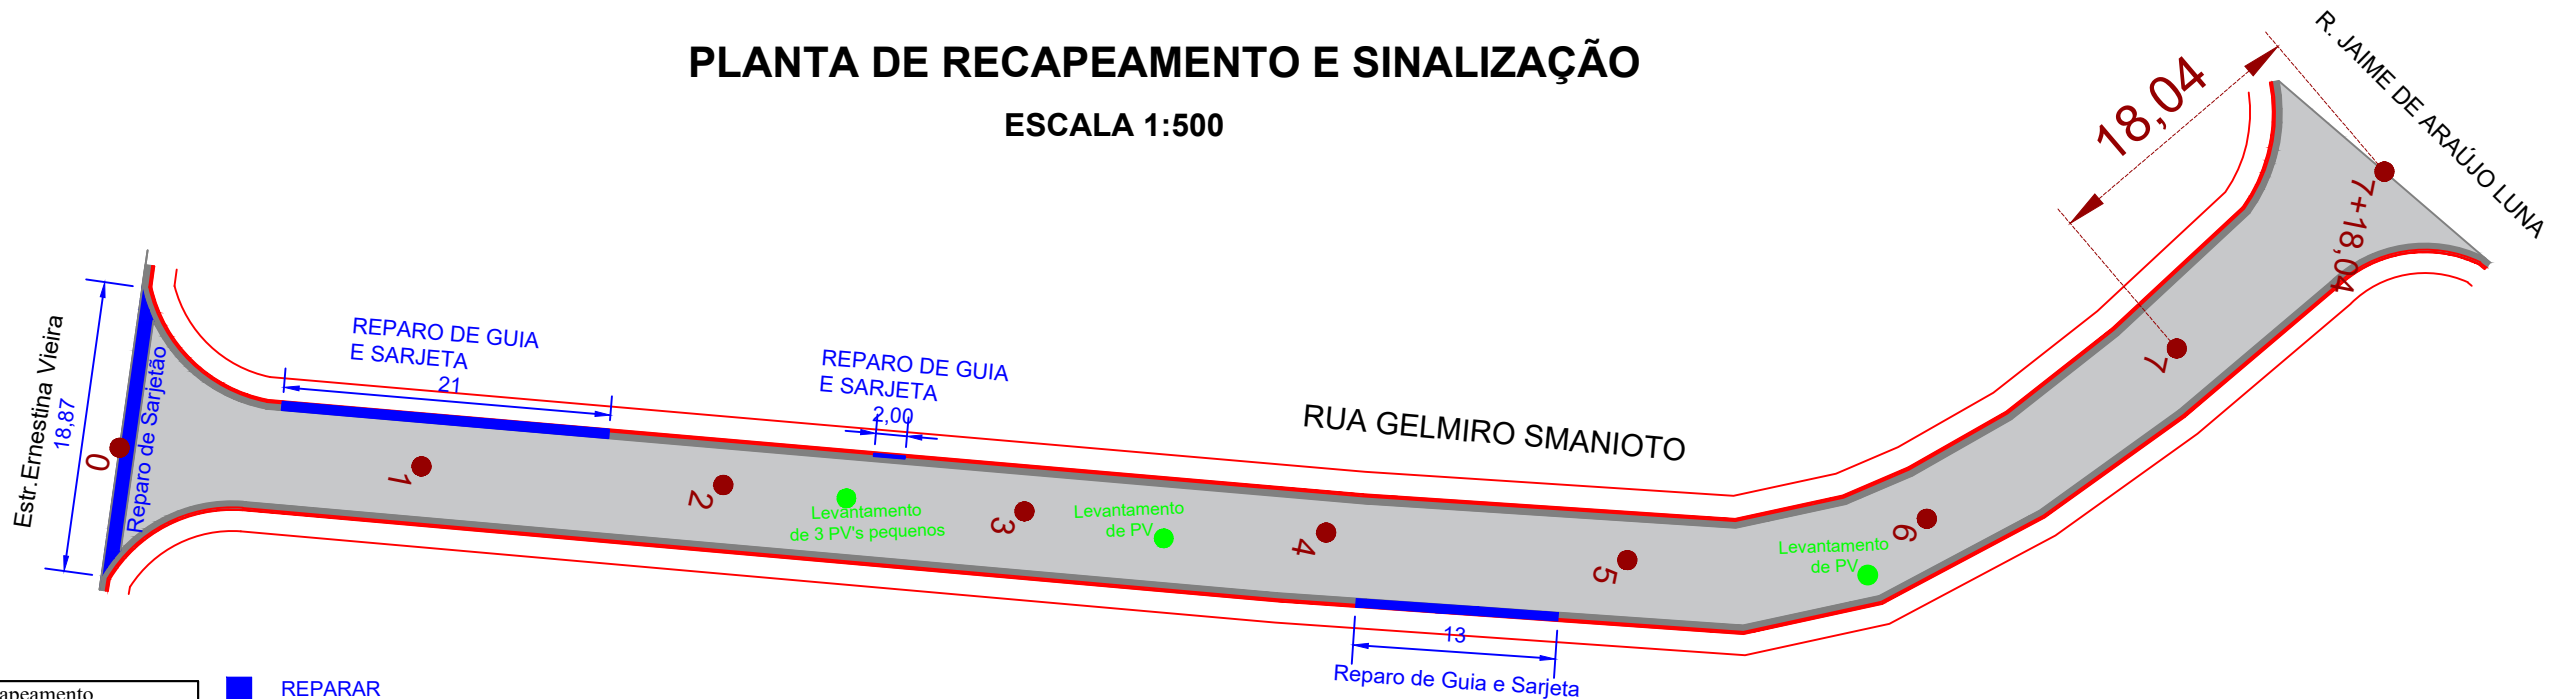 PLANTA DE RECAPEAMENTO E SINALIZAÇÃO
ESCALA 1:500
R. JAIME DE ARAÚJO LUNA
18,04
7+18,04
7
Estr.Ernestina Vieira
18,87
Reparo de Sarjetão
0
REPARO DE GUIA
E SARJETA
21
1
REPARO DE GUIA
E SARJETA
2,00
2
Levantamento
de 3 PV's pequenos
3
Levantamento
de PV
RUA GELMIRO SMANIOTO
4
5
Levantamento
de PV
6
13
Reparo de Guia e Sarjeta
REPARAR